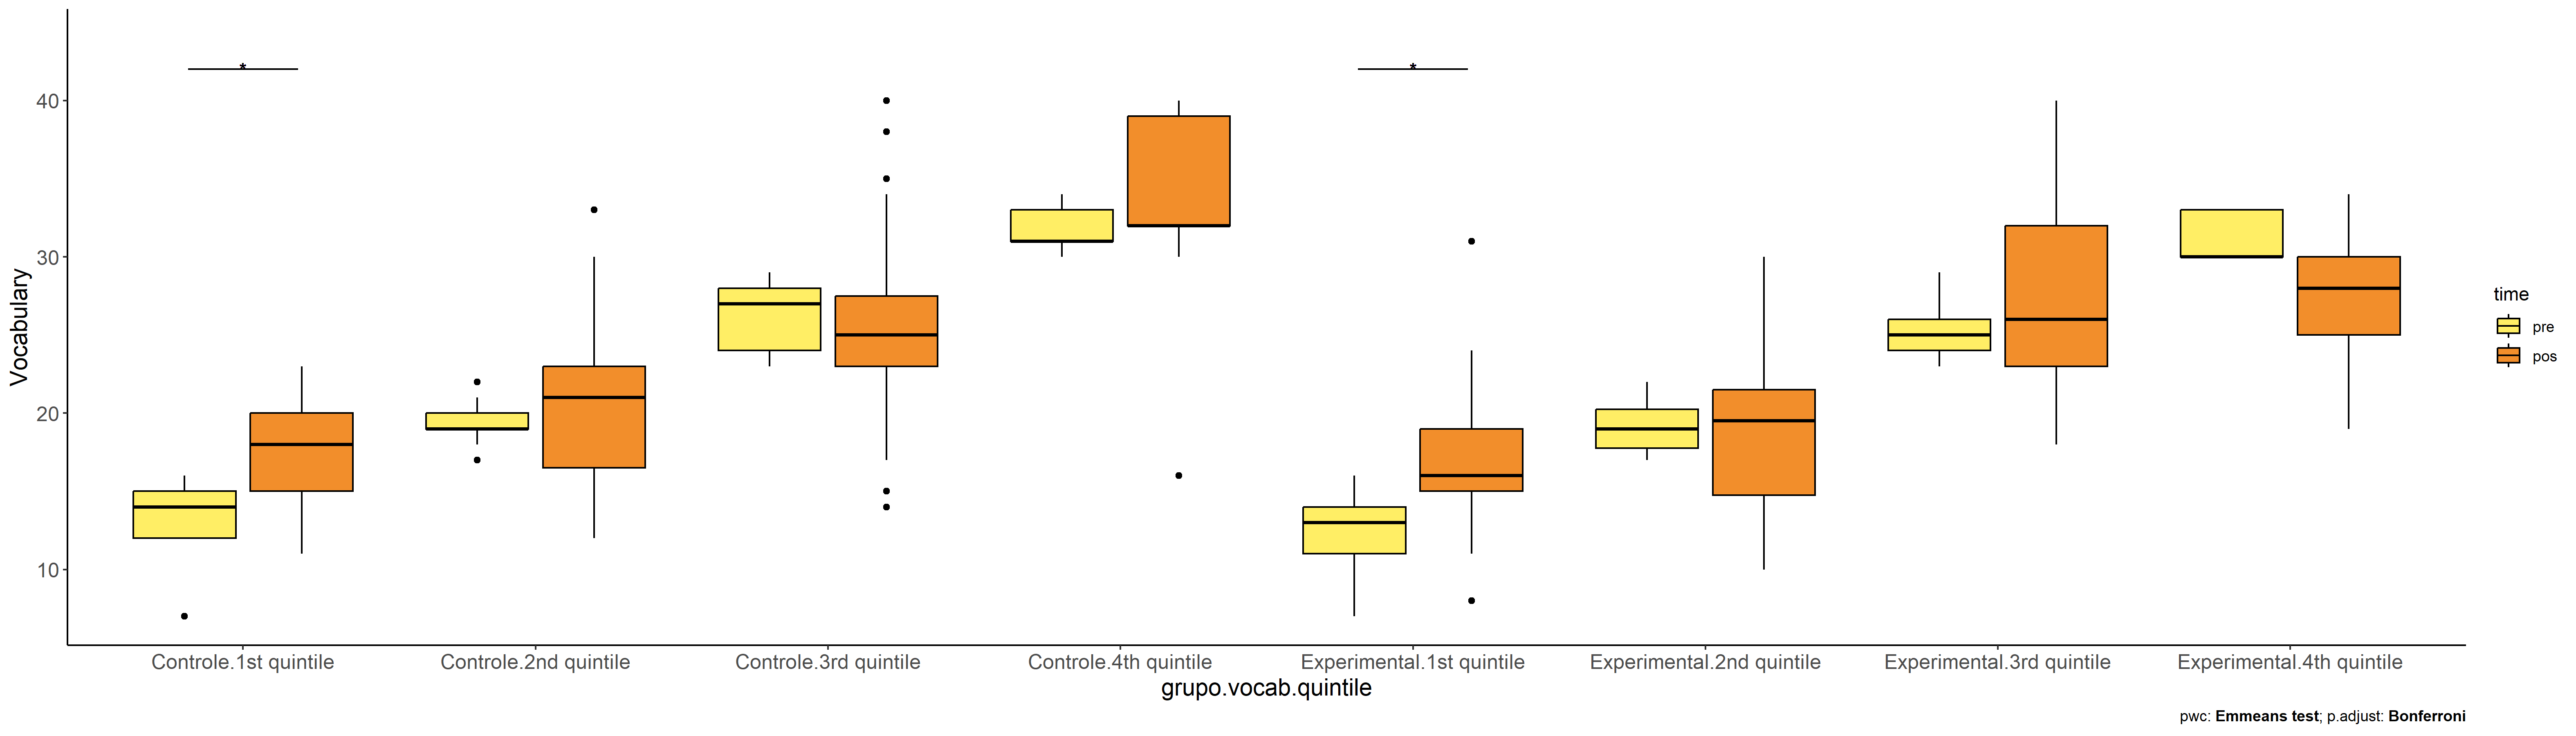 *
*
Vocabulary
40
30
20
10
Controle.1st quintile
Controle.2nd quintile
Controle.3rd quintile
Controle.4th quintile
Experimental.1st quintile
Experimental.2nd quintile
Experimental.3rd quintile
Experimental.4th quintile
grupo.vocab.quintile
time
pre
pos
pwc: Emmeans test; p.adjust: Bonferroni